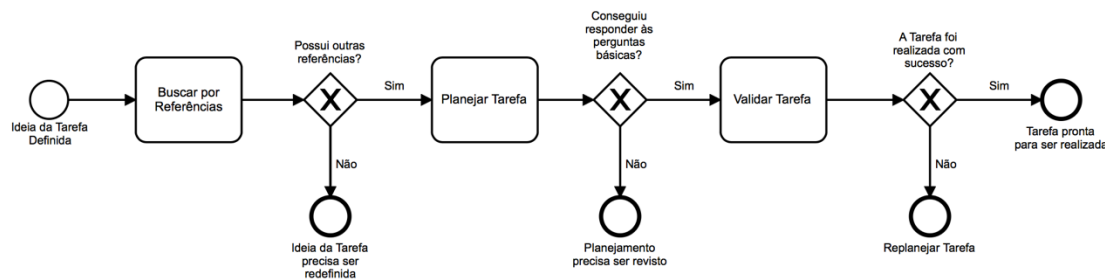 Ideia da Tarefa
Definida
Buscar por
Referências
Possui outras
referências?
Sim
Não
Ideia da Tarefa
precisa ser
redefinida
Planejar Tarefa
Conseguiu
responder às
perguntas
básicas?
Sim
Não
Planejamento
precisa ser revisto
Validar Tarefa
A Tarefa foi
realizada com
sucesso?
Sim
Não
Replanejar Tarefa
Tarefa pronta
para ser realizada